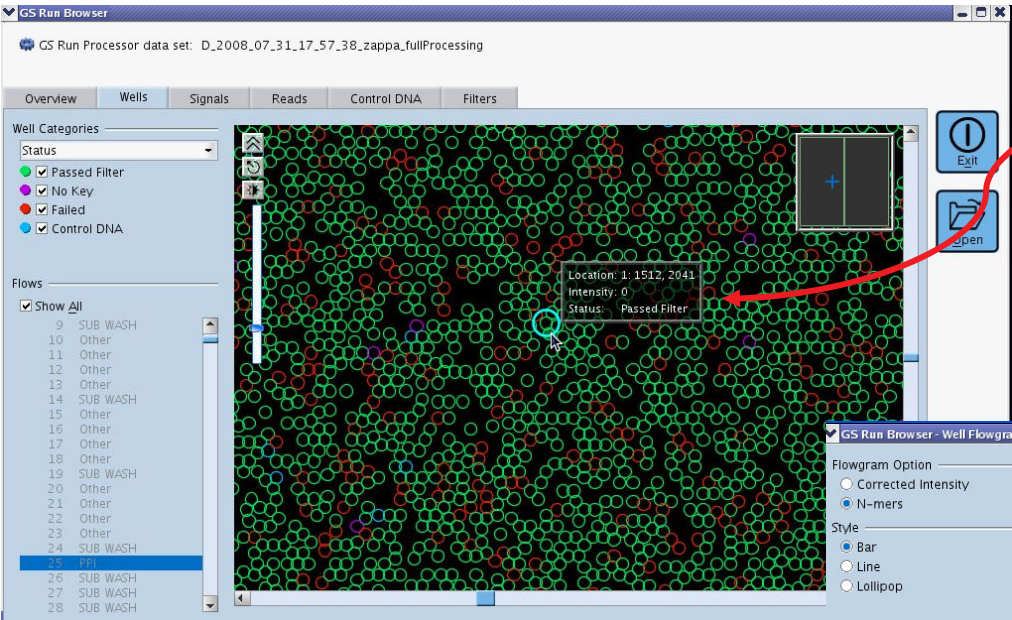 GS Run Browser
GS Run Processor data set: D_2008_07_31_17_57_38_zappa_fullProcessing
Overview Wells Signals Reads Control DNA Filters
Well Categories
Status
Passed Filter
No Key
Failed
Control DNA
Flows
Show All
9 SUB WASH
10 Other
11 Other
12 Other
13 Other
14 SUB WASH
15 Other
16 Other
17 Other
18 Other
19 SUB WASH
20 Other
21 Other
22 Other
23 Other
24 SUB WASH
25 PPI
26 SUB WASH
27 SUB WASH
28 SUB WASH
Location: 1: 1512, 2041
Intensity: 0
Status: Passed Filter
Exit
Open
GS Run Browser - Well Flowgra
Flowgram Option
Corrected Intensity
N-mers
Style
Bar
Line
Lollipop